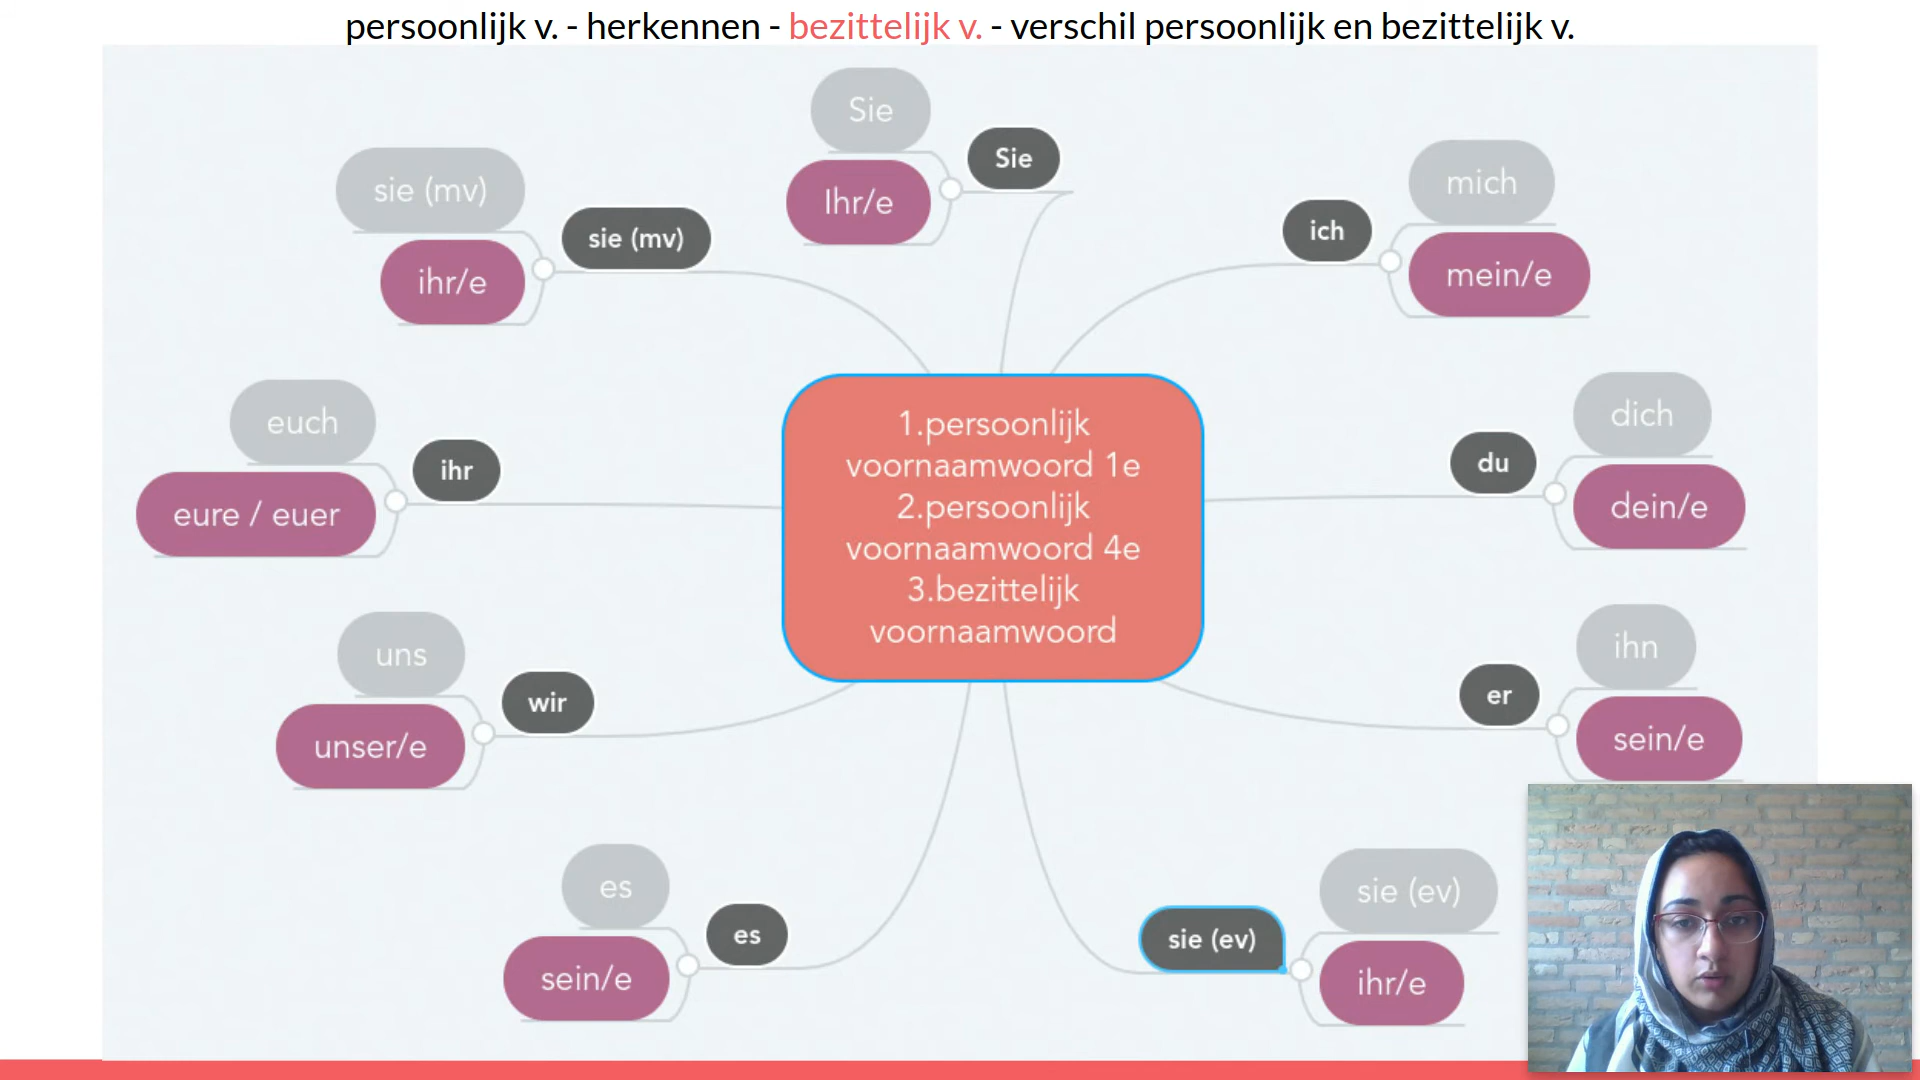 persoonlijk v. - herkennen - bezittelijk v. - verschil persoonlijk en bezittelijk v.
Sie
Sie
Ihr/e
sie (mv)
sie (mv)
ihr/e
mich
ich
mein/e
euch
ihr
eure / euer
1.persoonlijk
voornaamwoord 1e
2.persoonlijk
voornaamwoord 4e
3.bezittelijk
voornaamwoord
dich
du
dein/e
uns
wir
unser/e
ihn
er
sein/e
es
es
sein/e
sie (ev)
sie (ev)
ihr/e